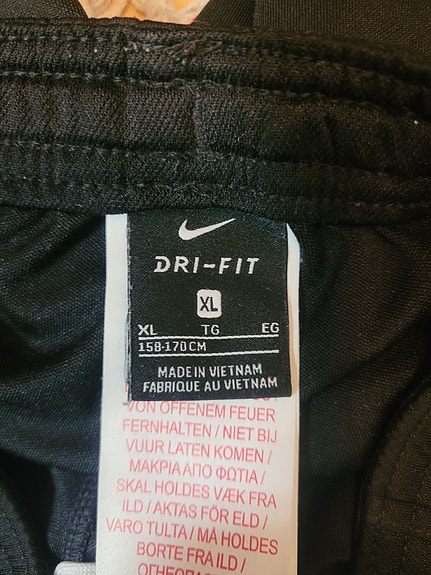 DRI-FIT
XL
XL TG EG
158-170CM
MADE IN VIETNAM
FABRIQUE AU VIETNAM
VON OFFENEM FEUER
FERNHALTEN / NIET BIJ
VUUR LATEN KOMEN /
ΜΑΚΡΙΑ ΑΠΟ ΦΩΤΙΑ /
SKAL HOLDES VÆK FRA
ILD / AKTAS FÖR ELD /
VARO TULTA / MÅ HOLDES
BORTE FRA ILD /